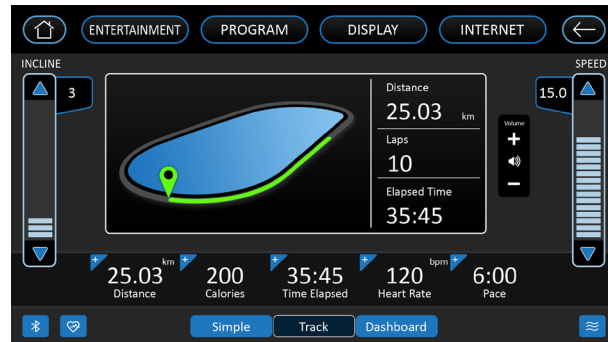 ENTERTAINMENT
PROGRAM
DISPLAY
INTERNET
INCLINE
SPEED
3
15.0
Distance
25.03 km
Laps
10
Elapsed Time
35:45
Volume
+
−
+ 25.03 km
Distance
+ 200
Calories
+ 35:45
Time Elapsed
+ 120 bpm
Heart Rate
+ 6:00
Pace
Simple
Track
Dashboard